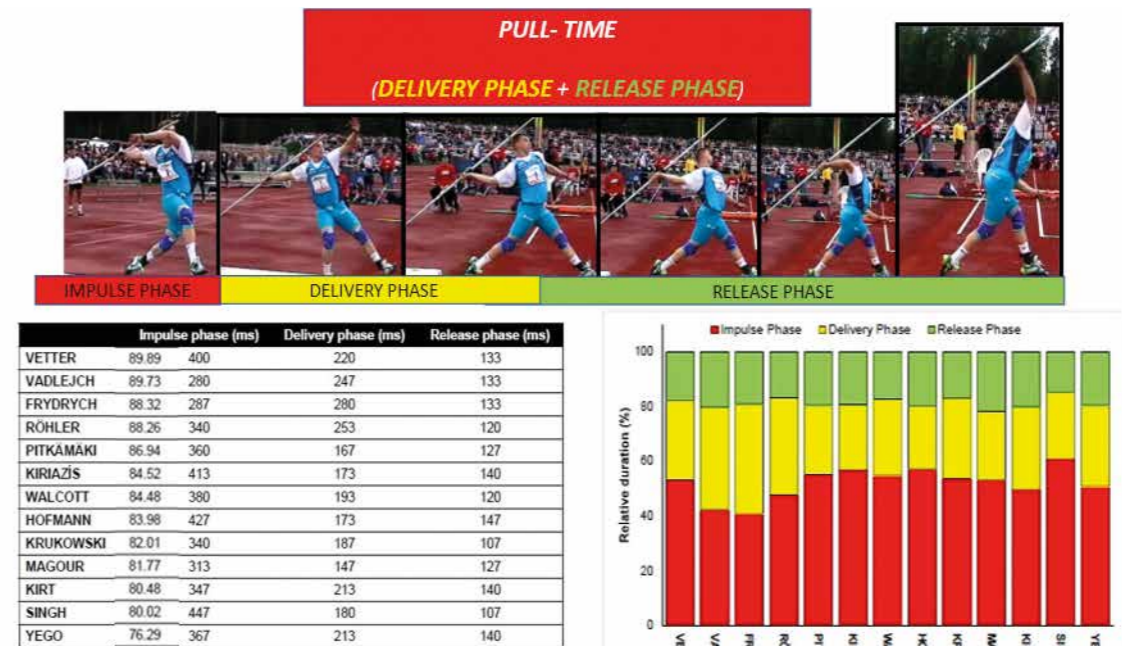 PULL- TIME
(DELIVERY PHASE + RELEASE PHASE)
IMPULSE PHASE DELIVERY PHASE RELEASE PHASE
Impulse phase (ms) Delivery phase (ms) Release phase (ms)
VETTER 89.89 400 220 133
VADLEJCH 89.73 280 247 133
FRYDRYCH 88.32 287 280 133
RÖHLER 88.26 340 253 120
PITKÄMÄKI 86.94 360 167 127
KIRIAZÍS 84.52 413 173 140
WALCOTT 84.48 380 193 120
HOFMANN 83.98 427 173 147
KRUKOWSKI 82.01 340 187 107
MAGOUR 81.77 313 147 127
KIRT 80.48 347 213 140
SINGH 80.02 447 180 107
YEGO 76.29 367 213 140
Impulse Phase Delivery Phase Release Phase
Relative duration (%)
100
80
60
40
20
0